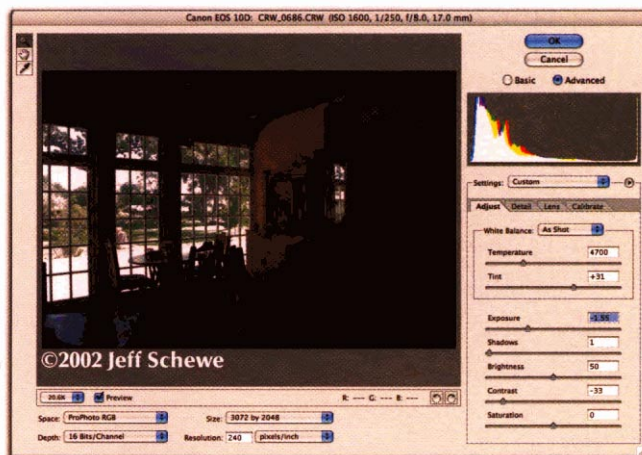 Canon EOS 10D: CRW_0686.CRW (ISO 1600, 1/250, f/8.0, 17.0 mm)
OK
Cancel
Basic Advanced
Settings: Custom
Adjust Detail Lens Calibrate
White Balance: As Shot
Temperature 4700
Tint +31
Exposure -1.55
Shadows 1
Brightness 50
Contrast -33
Saturation 0
©2002 Jeff Schewe
20.6% Preview R: --- G: --- B: ---
Space: ProPhoto RGB Size: 3072 by 2048
Depth: 16 Bits/Channel Resolution: 240 pixels/inch